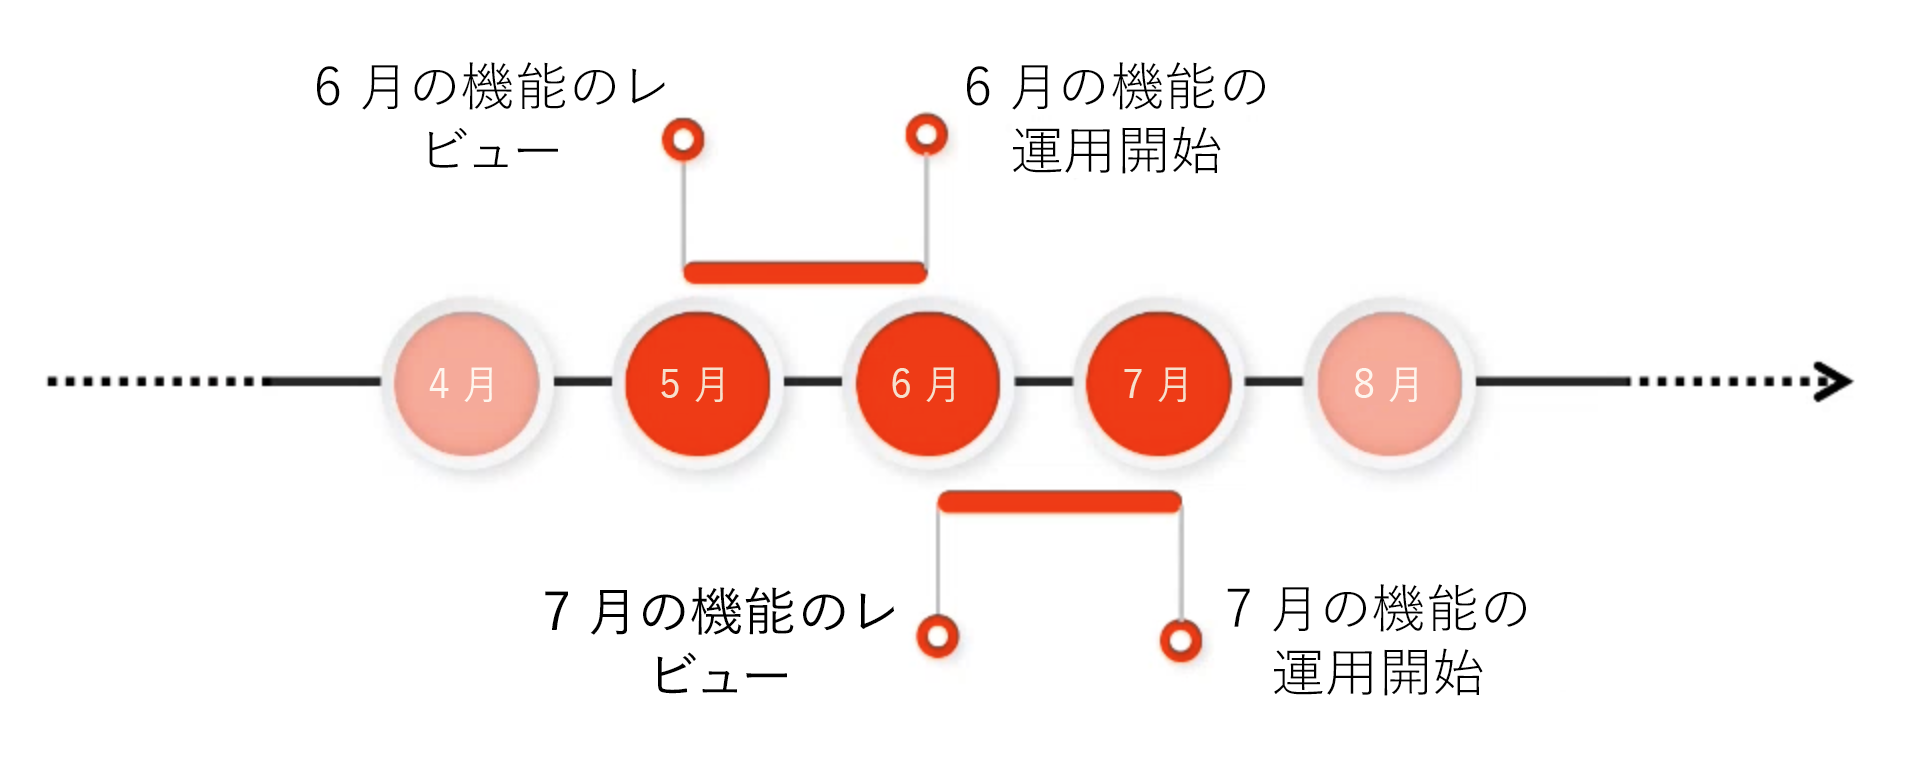 6 月の機能のレ
ビュー
6 月の機能の
運用開始
4 月
5 月
6 月
7 月
8 月
7 月の機能のレ
ビュー
7 月の機能の
運用開始